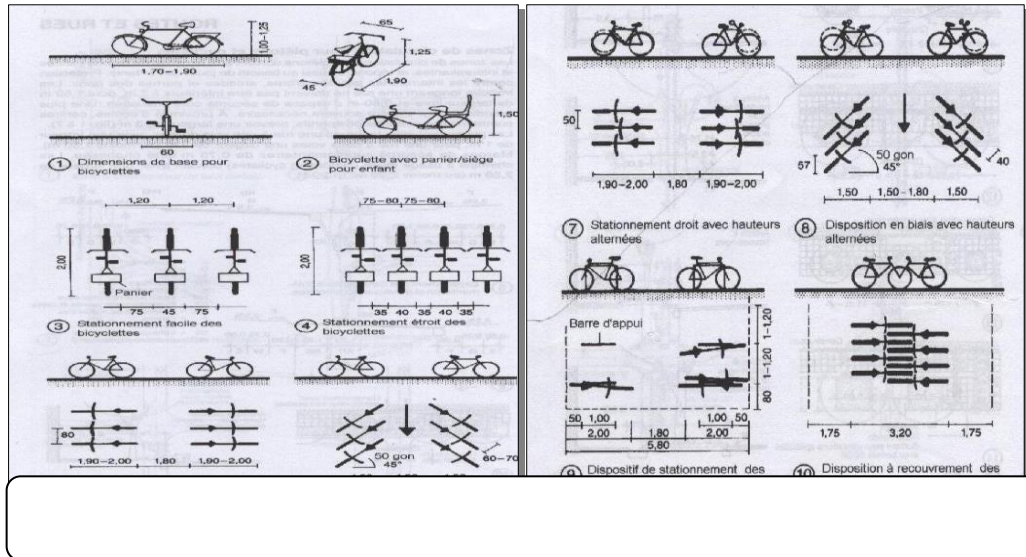 1,00-1,25
1,70-1,90
60
① Dimensions de base pour
bicyclettes
65
1,25
1,90
45
1,50
② Bicyclette avec panier/siège
pour enfant
1,20 1,20
2,00
Panier
75 45 75
③ Stationnement facile des
bicyclettes
75-80 75-80
2,00
35 40 35 40 35
④ Stationnement étroit des
bicyclettes
80
1,90-2,00 1,80 1,90-2,00
50 gon
45°
60-70
50
1,90-2,00 1,80 1,90-2,00
⑦ Stationnement droit avec hauteurs
alternées
57
50 gon
45°
40
1,50 1,50-1,80 1,50
⑧ Disposition en biais avec hauteurs
alternées
Barre d'appui
1-1,20
1-1,20
80
50 1,00 1,00 50
2,00 1,80 2,00
5,80
⑨ Dispositif de stationnement des
1,75 3,20 1,75
⑩ Disposition à recouvrement des